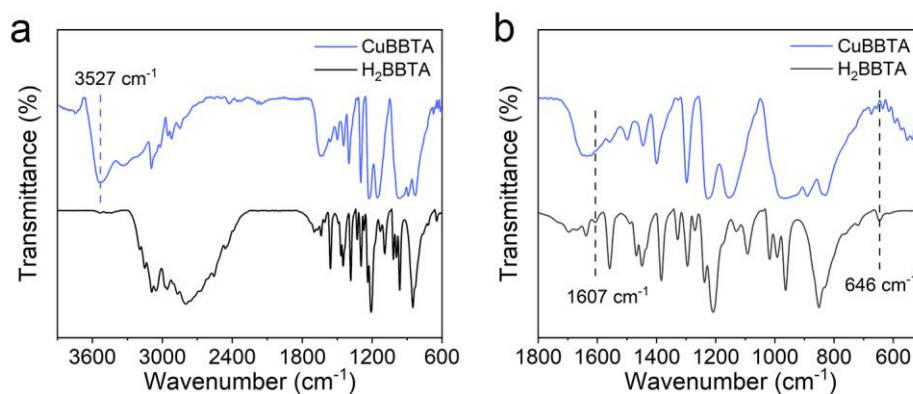 a
CuBBTA
H₂BBTA
3527 cm⁻¹
Transmittance (%)
3600 3000 2400 1800 1200 600
Wavenumber (cm⁻¹)
b
CuBBTA
H₂BBTA
1607 cm⁻¹
646 cm⁻¹
Transmittance (%)
1800 1600 1400 1200 1000 800 600
Wavenumber (cm⁻¹)